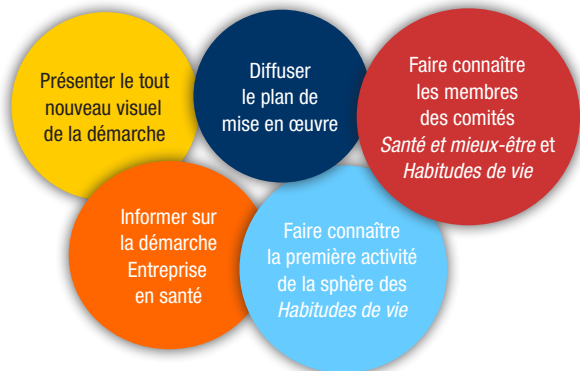 Présenter le tout
nouveau visuel
de la démarche
Diffuser
le plan de
mise en œuvre
Faire connaître
les membres
des comités
Santé et mieux-être et
Habitudes de vie
Informer sur
la démarche
Entreprise
en santé
Faire connaître
la première activité
de la sphère des
Habitudes de vie